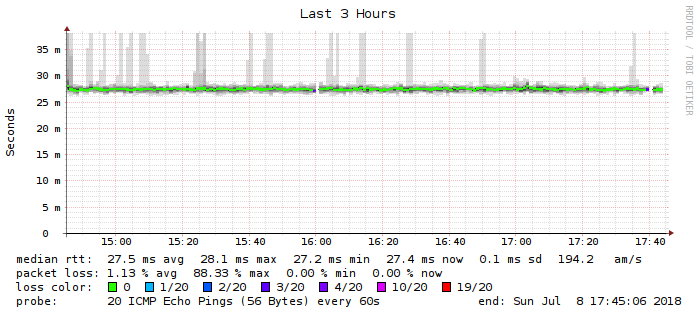 Last 3 Hours
RRDTOOL / TOBI OETIKER
Seconds
35 m
30 m
25 m
20 m
15 m
10 m
5 m
0
15:00 15:20 15:40 16:00 16:20 16:40 17:00 17:20 17:40
median rtt: 27.5 ms avg 28.1 ms max 27.2 ms min 27.4 ms now 0.1 ms sd 194.2 am/s
packet loss: 1.13 % avg 88.33 % max 0.00 % min 0.00 % now
loss color: 0 1/20 2/20 3/20 4/20 10/20 19/20
probe: 20 ICMP Echo Pings (56 Bytes) every 60s end: Sun Jul 8 17:45:06 2018